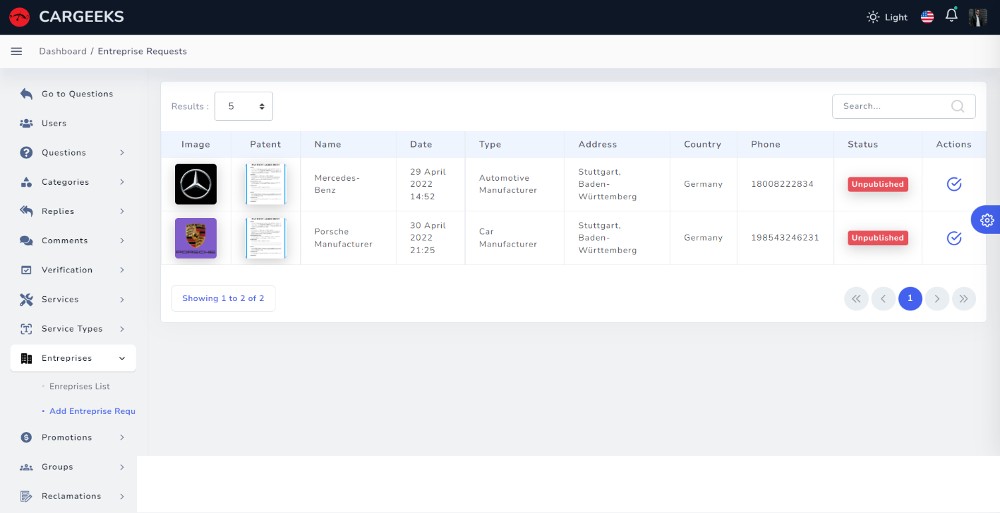 CARGEEKS
Light
Dashboard / Entreprise Requests
Go to Questions
Users
Questions
Categories
Replies
Comments
Verification
Services
Service Types
Entreprises
Enreprises List
Add Entreprise Requ
Promotions
Groups
Reclamations
Results :
5
Search...
Image Patent Name Date Type Address Country Phone Status Actions
PAYMENT AGREEMENT
Mercedes-
Benz
29 April
2022
14:52
Automotive
Manufacturer
Stuttgart,
Baden-
Württemberg
Germany
18008222834
Unpublished
PORSCHE
PAYMENT AGREEMENT
Porsche
Manufacturer
30 April
2022
21:25
Car
Manufacturer
Stuttgart,
Baden-
Württemberg
Germany
198543246231
Unpublished
Showing 1 to 2 of 2
1